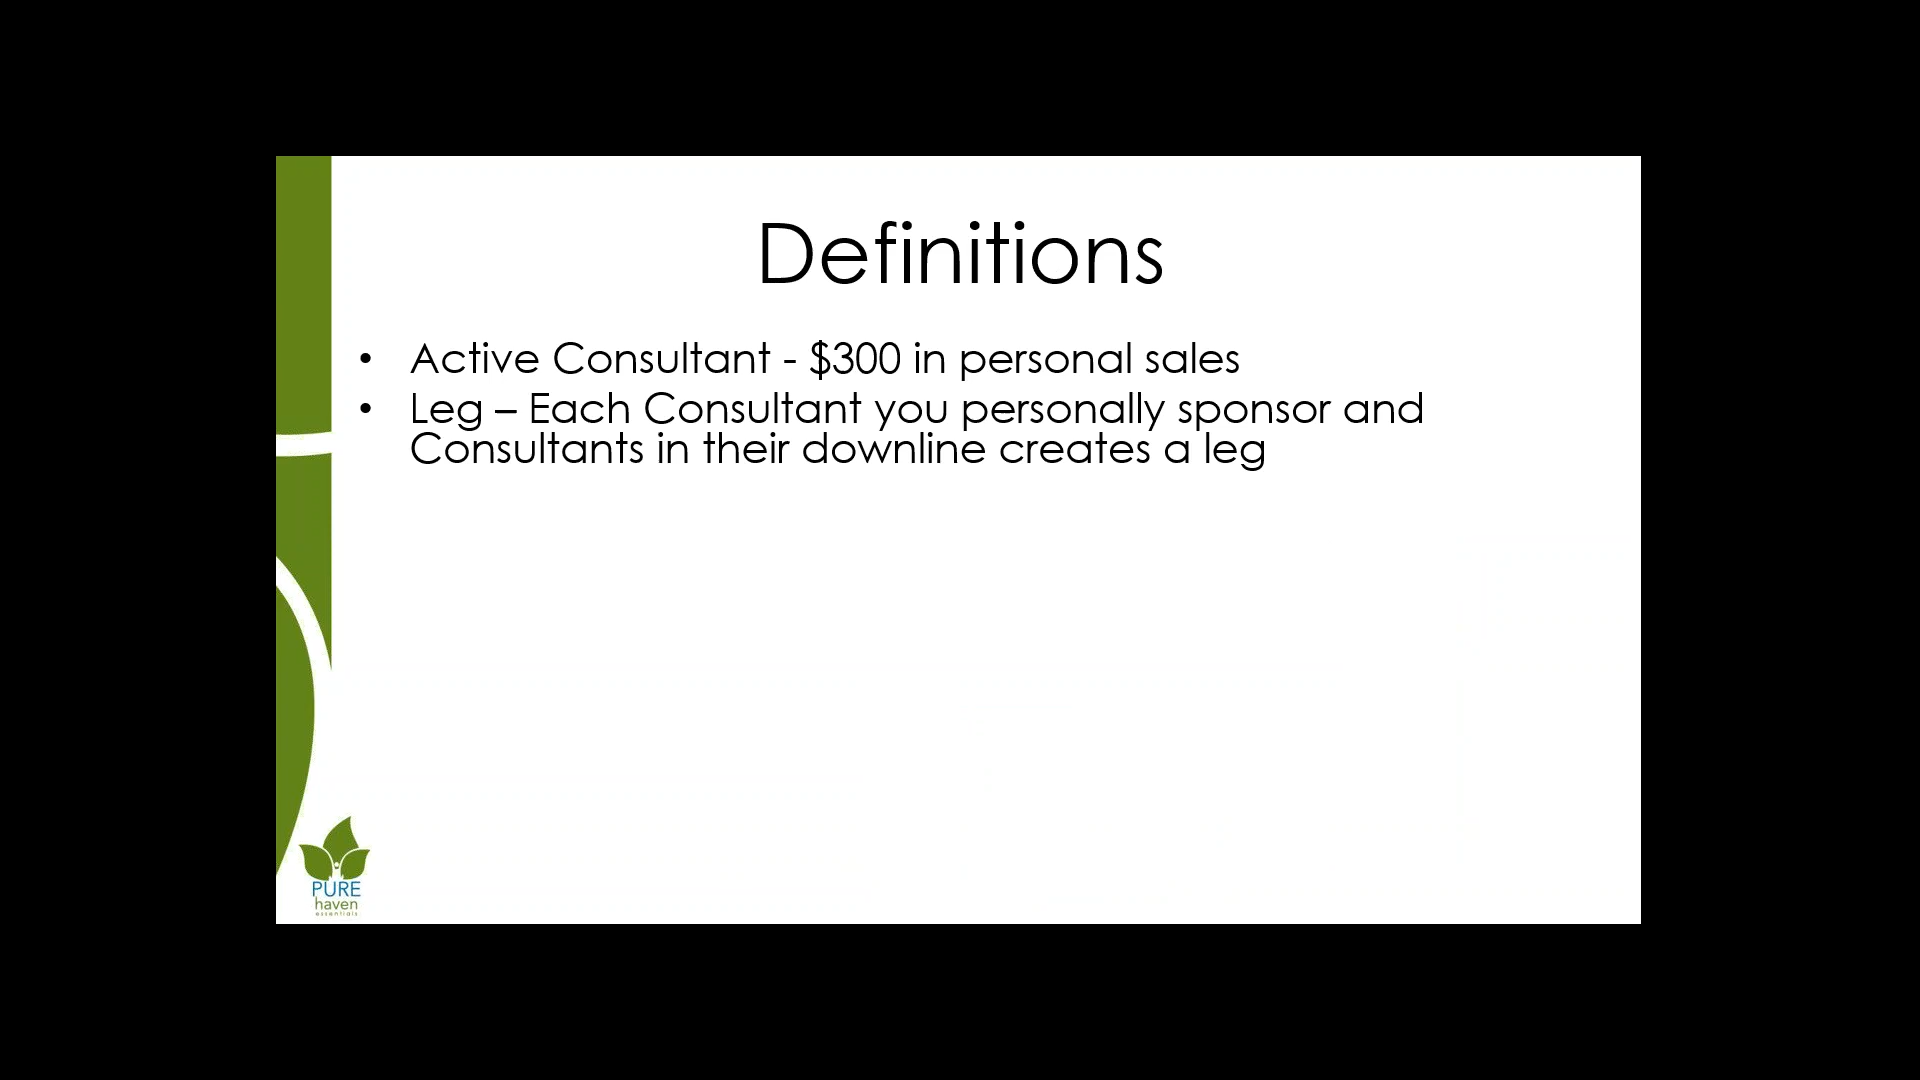 Definitions
• Active Consultant - $300 in personal sales
• Leg – Each Consultant you personally sponsor and
Consultants in their downline creates a leg
PURE
haven
essentials